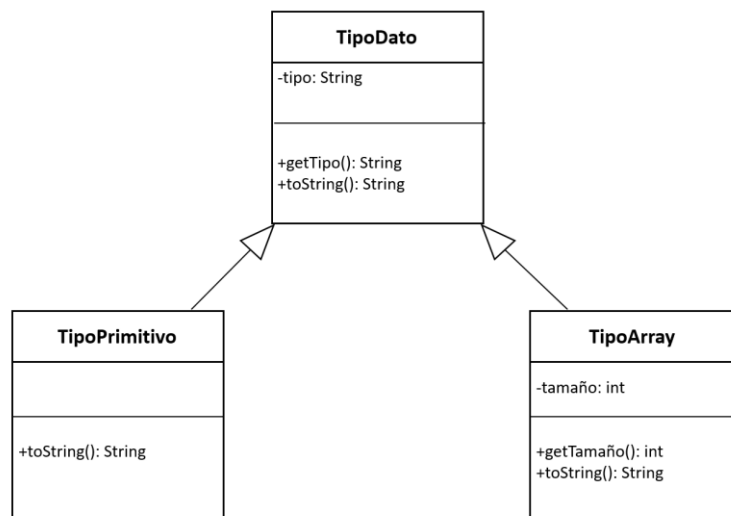 TipoDato
-tipo: String
+getTipo(): String
+toString(): String
TipoPrimitivo
+toString(): String
TipoArray
-tamaño: int
+getTamaño(): int
+toString(): String